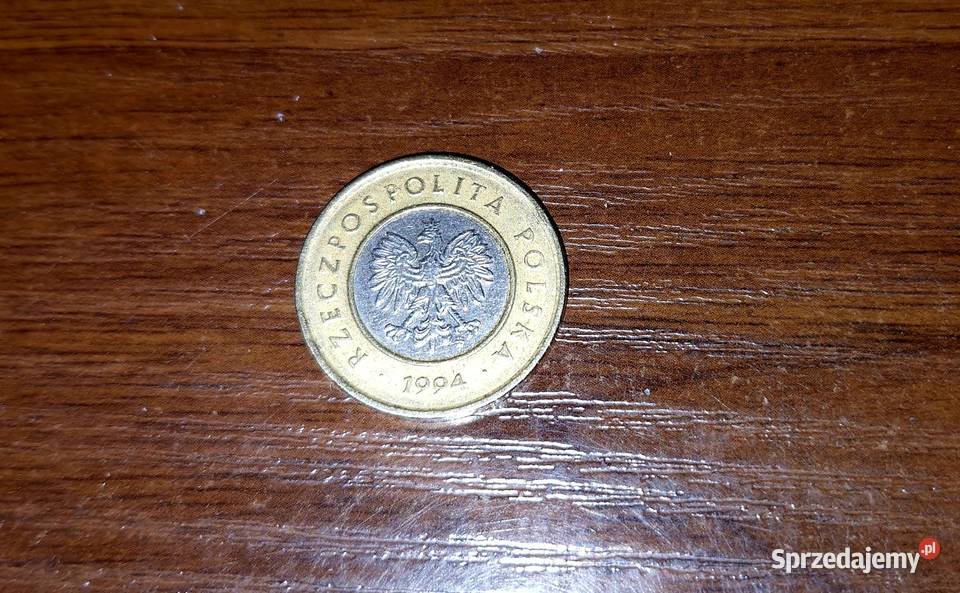 RZECZPOSPOLITA POLSKA
· 1994 ·
Sprzedajemy.pl